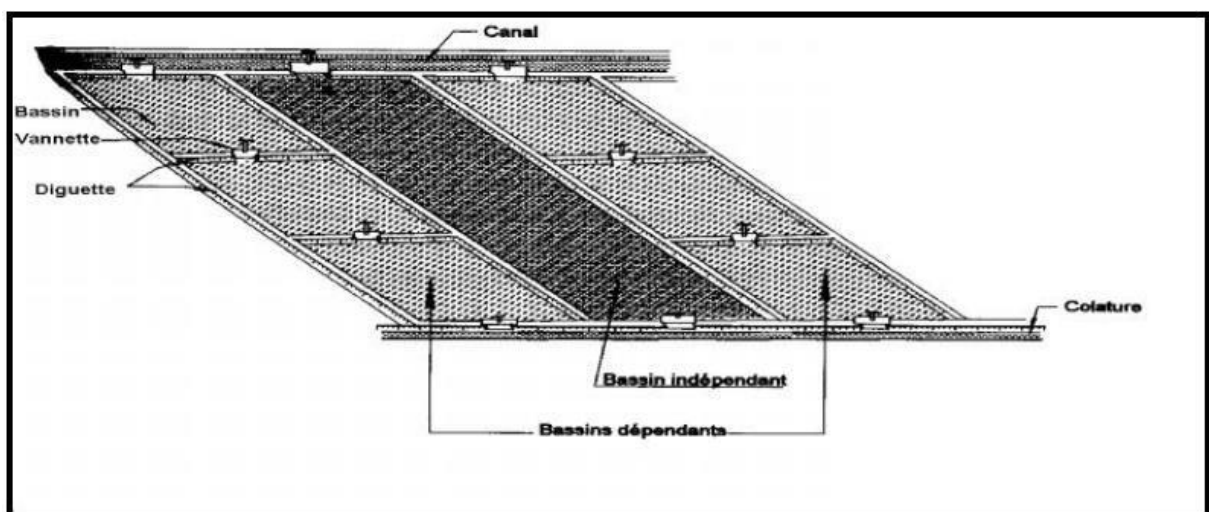 Canal
Bassin
Vannette
Diguette
Colature
Bassin indépendant
Bassins dépendants